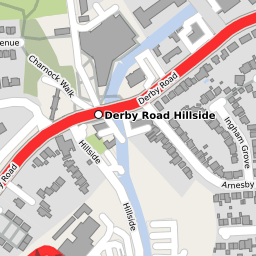 enue
Charnock Walk
Derby Road
Derby Road Hillside
Ingham Grove
Hillside
y Road
Arnesby
Hillside